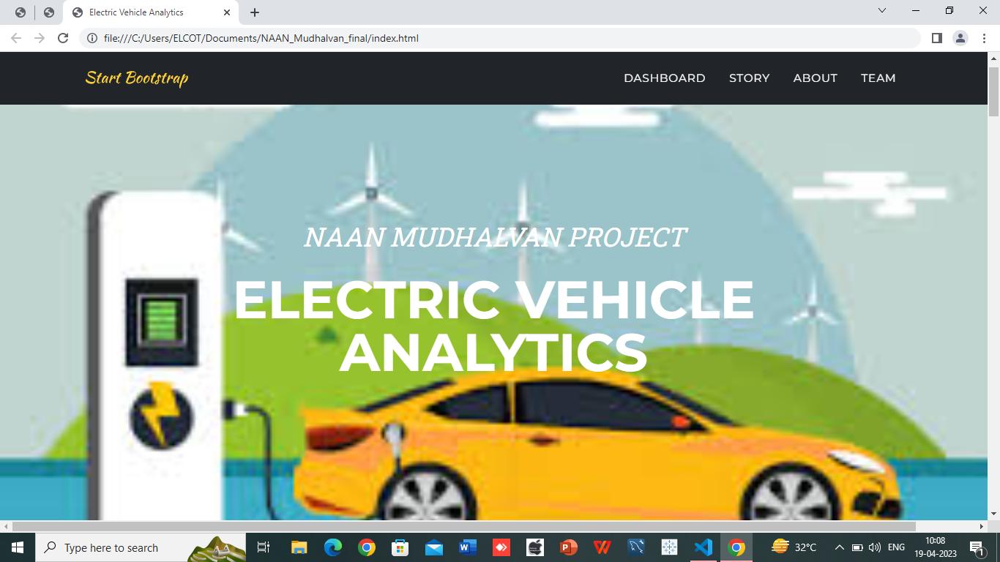 Electric Vehicle Analytics
file:///C:/Users/ELCOT/Documents/NAAN_Mudhalvan_final/index.html
Start Bootstrap
DASHBOARD STORY ABOUT TEAM
NAAN MUDHALVAN PROJECT
ELECTRIC VEHICLE
ANALYTICS
Type here to search
32°C
ENG
10:08
19-04-2023
1